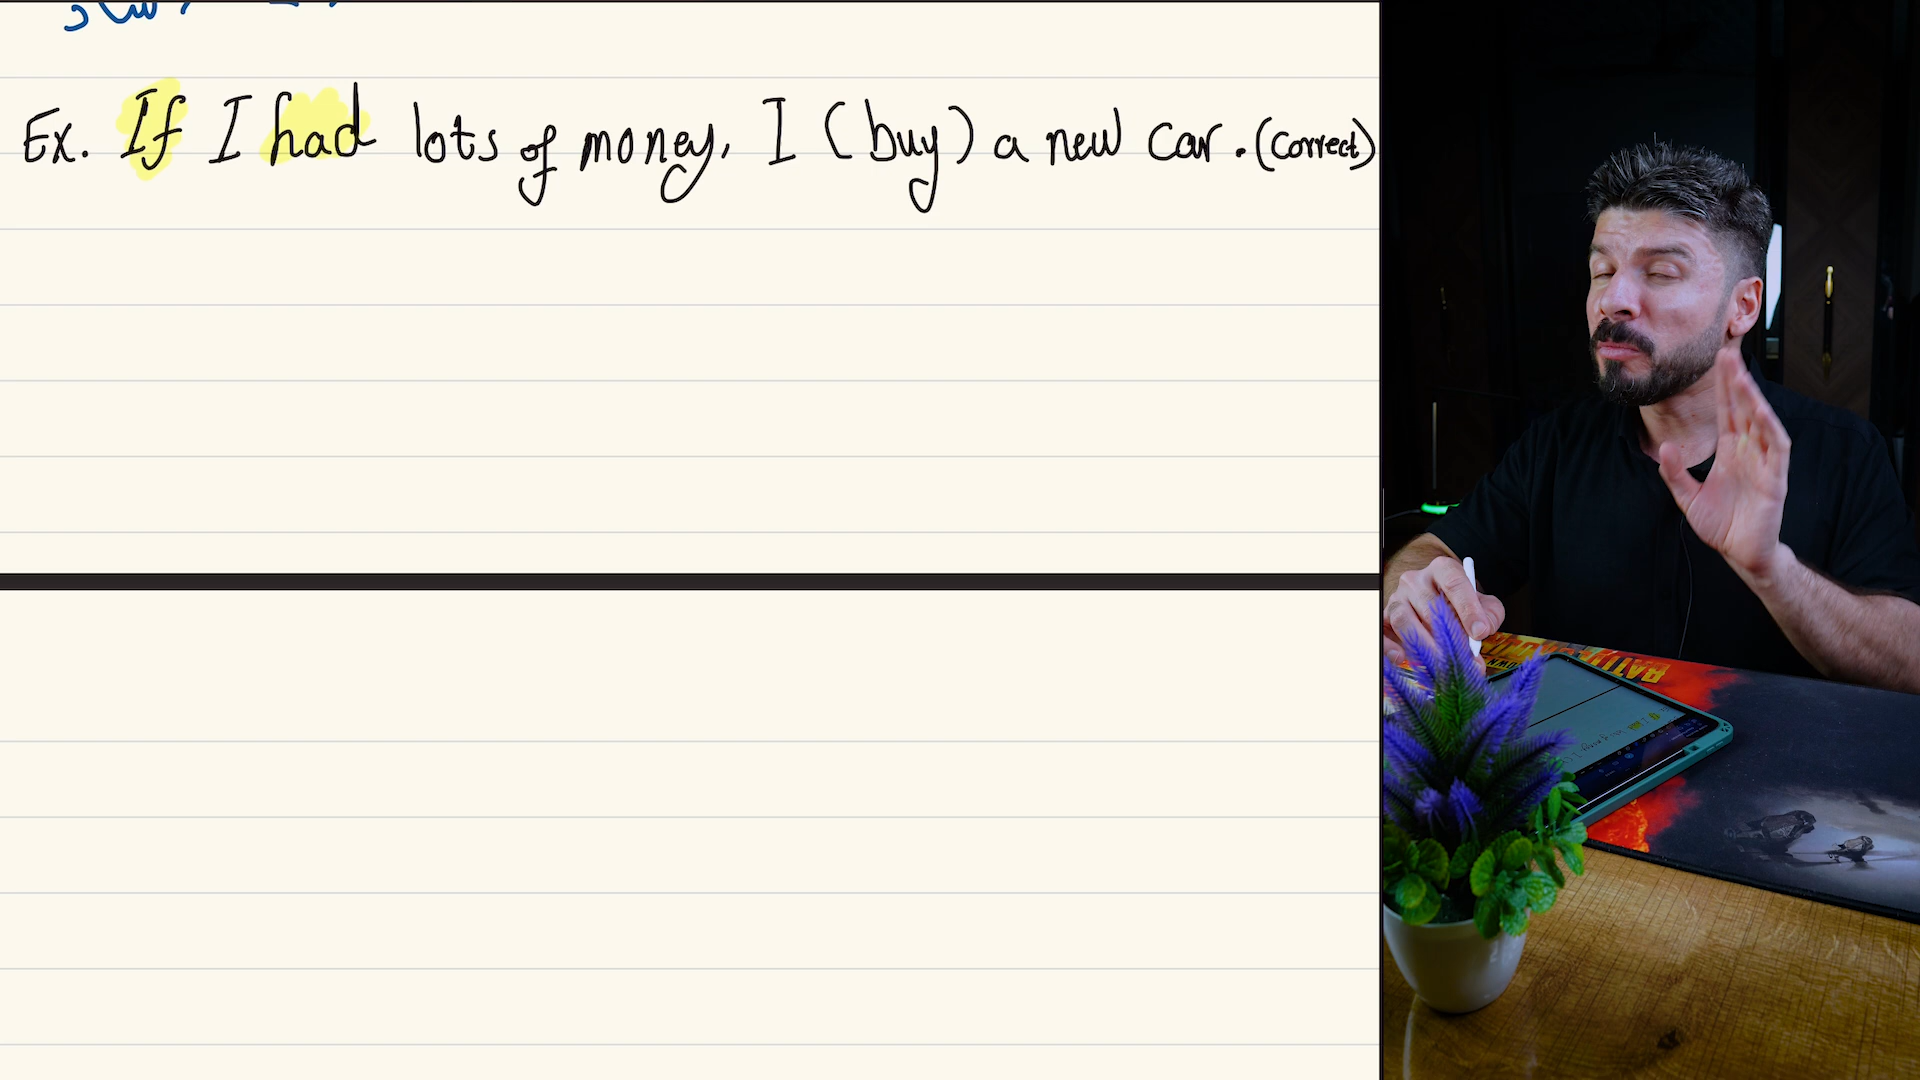 Ex. If I had lots of money, I (buy) a new car. (correct)